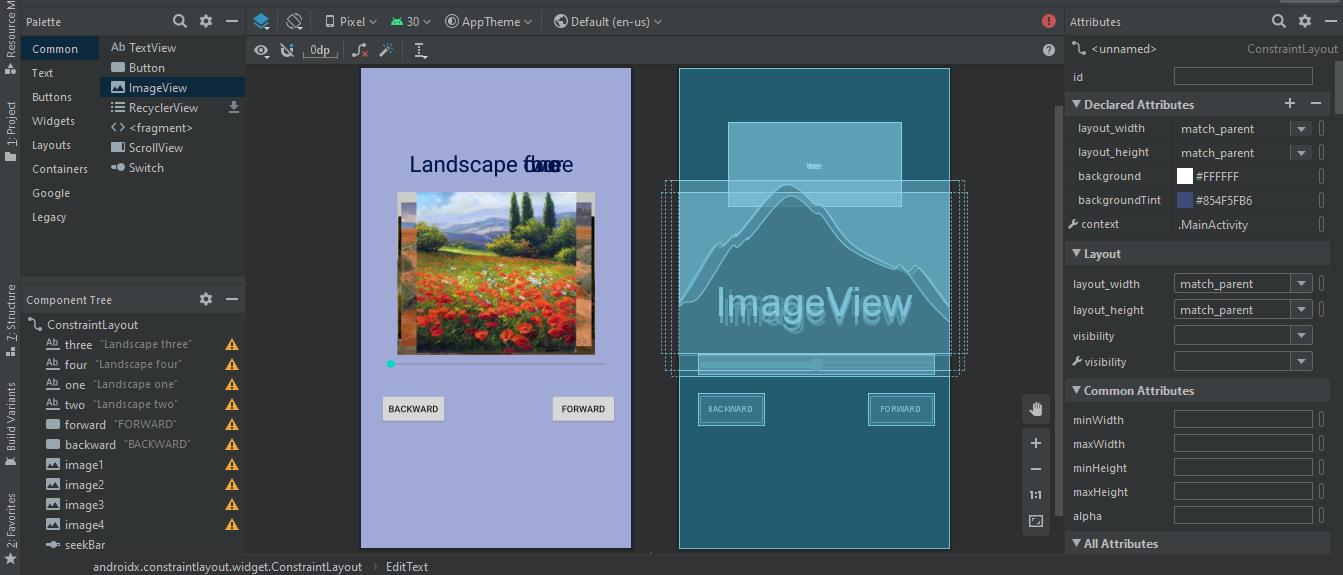 Resource M
1: Project
7: Structure
Build Variants
2: Favorites
Palette
Common
Text
Buttons
Widgets
Layouts
Containers
Google
Legacy
Ab TextView
Button
ImageView
RecyclerView
<> <fragment>
ScrollView
Switch
Component Tree
ConstraintLayout
Ab three "Landscape three"
Ab four "Landscape four"
Ab one "Landscape one"
Ab two "Landscape two"
forward "FORWARD"
backward "BACKWARD"
image1
image2
image3
image4
seekBar
Pixel
30
AppTheme
Default (en-us)
0dp
Landscape
BACKWARD
FORWARD
ImageView
BACKWARD
FORWARD
1:1
Attributes
<unnamed> ConstraintLayout
id
Declared Attributes
layout_width match_parent
layout_height match_parent
background #FFFFFF
backgroundTint #854F5FB6
context .MainActivity
Layout
layout_width match_parent
layout_height match_parent
visibility
visibility
Common Attributes
minWidth
maxWidth
minHeight
maxHeight
alpha
All Attributes
androidx.constraintlayout.widget.ConstraintLayout › EditText